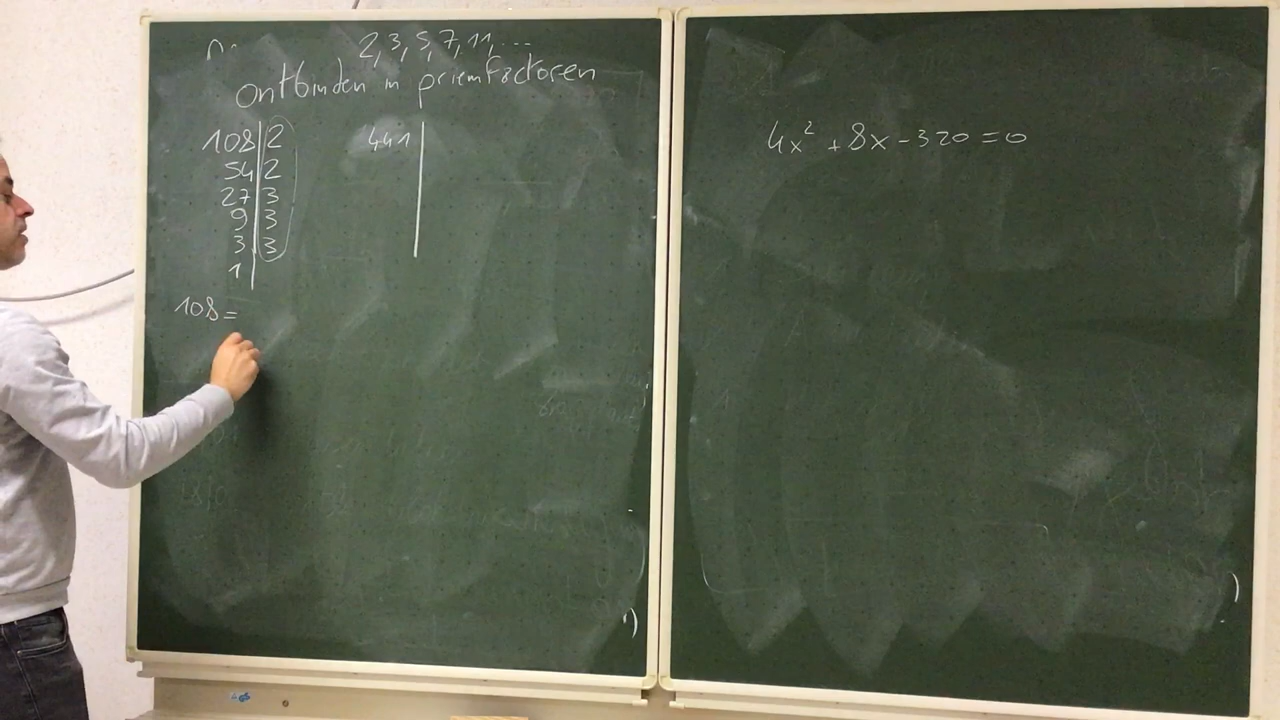 2, 3, 5, 7, 11, ...
ontbinden in priemfactoren
108 | 2
54 | 2
27 | 3
9 | 3
3 | 3
1 |
108 =
441 |
4x² + 8x - 320 = 0